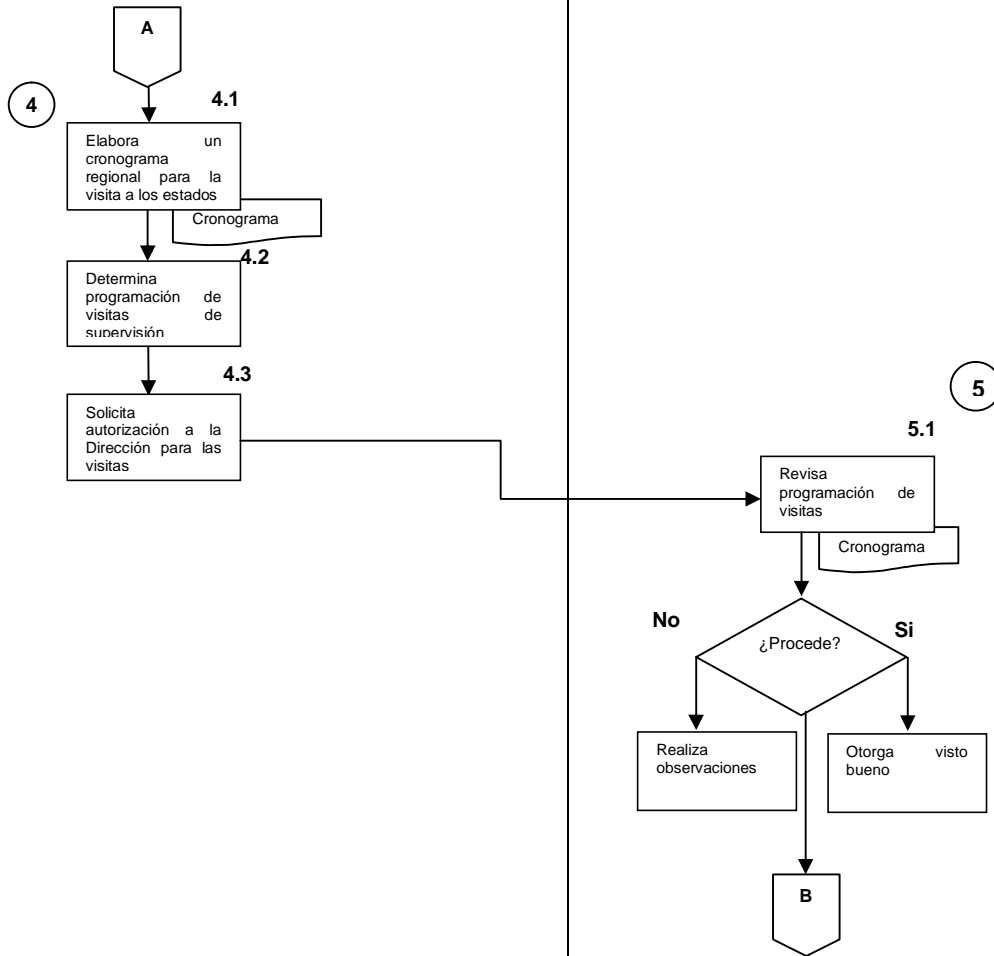 A
4
4.1
Elabora un
cronograma
regional para la
visita a los estados
Cronograma
4.2
Determina
programación de
visitas de
supervisión
4.3
Solicita
autorización a la
Dirección para las
visitas
5
5.1
Revisa
programación de
visitas
Cronograma
¿Procede?
No
Si
Realiza
observaciones
Otorga visto
bueno
B